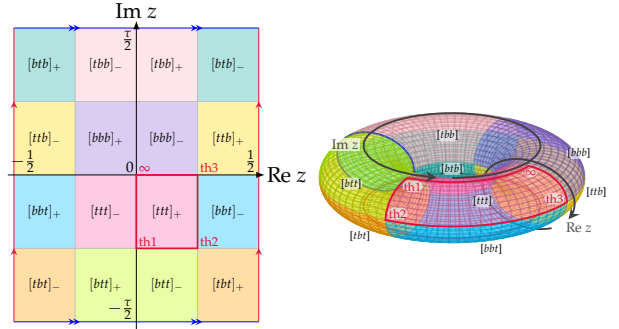 Im z
τ/2
[btb]₊ [tbb]₋ [tbb]₊ [btb]₋
[ttb]₋ [bbb]₊ [bbb]₋ [ttb]₊
−1/2 0 ∞ th3 1/2 Re z
[bbt]₊ [ttt]₋ [ttt]₊ [bbt]₋
th1 th2
[tbt]₋ [btt]₊ [btt]₋ [tbt]₊
−τ/2
[tbb]
Im z
[bbb]
[btb]
∞
[btt]
th1
[ttb]
[ttt]
th3
th2
Re z
[tbt]
[bbt]